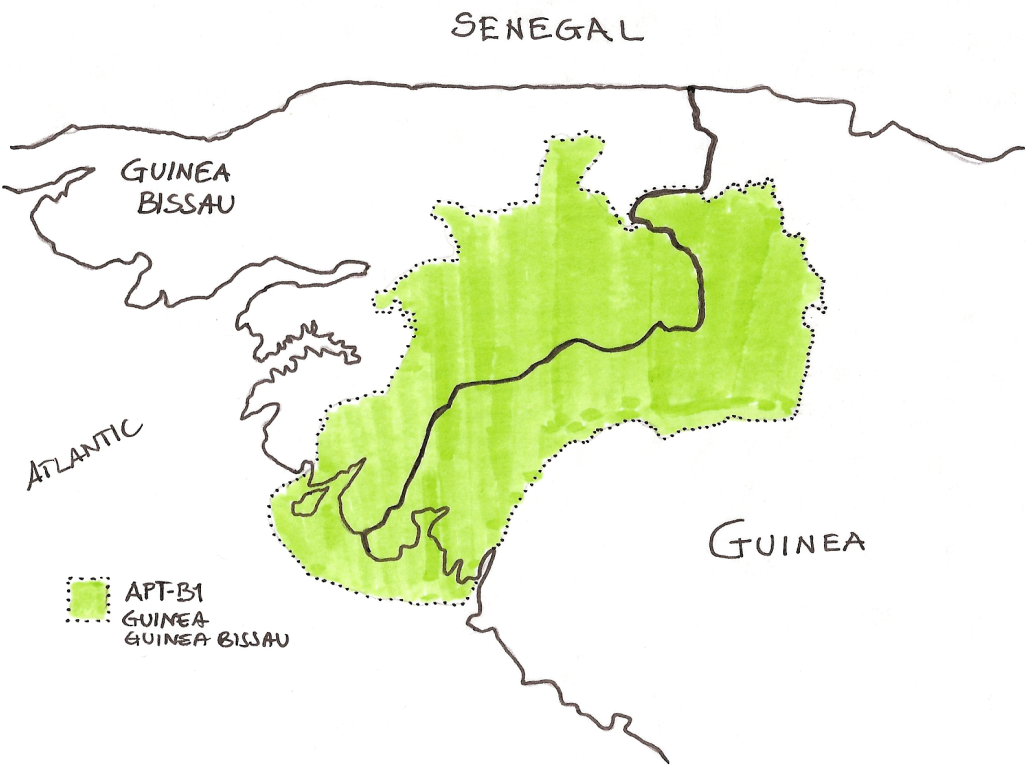 SENEGAL
GUINEA
BISSAU
ATLANTIC
GUINEA
APT-B1
GUINEA
GUINEA BISSAU